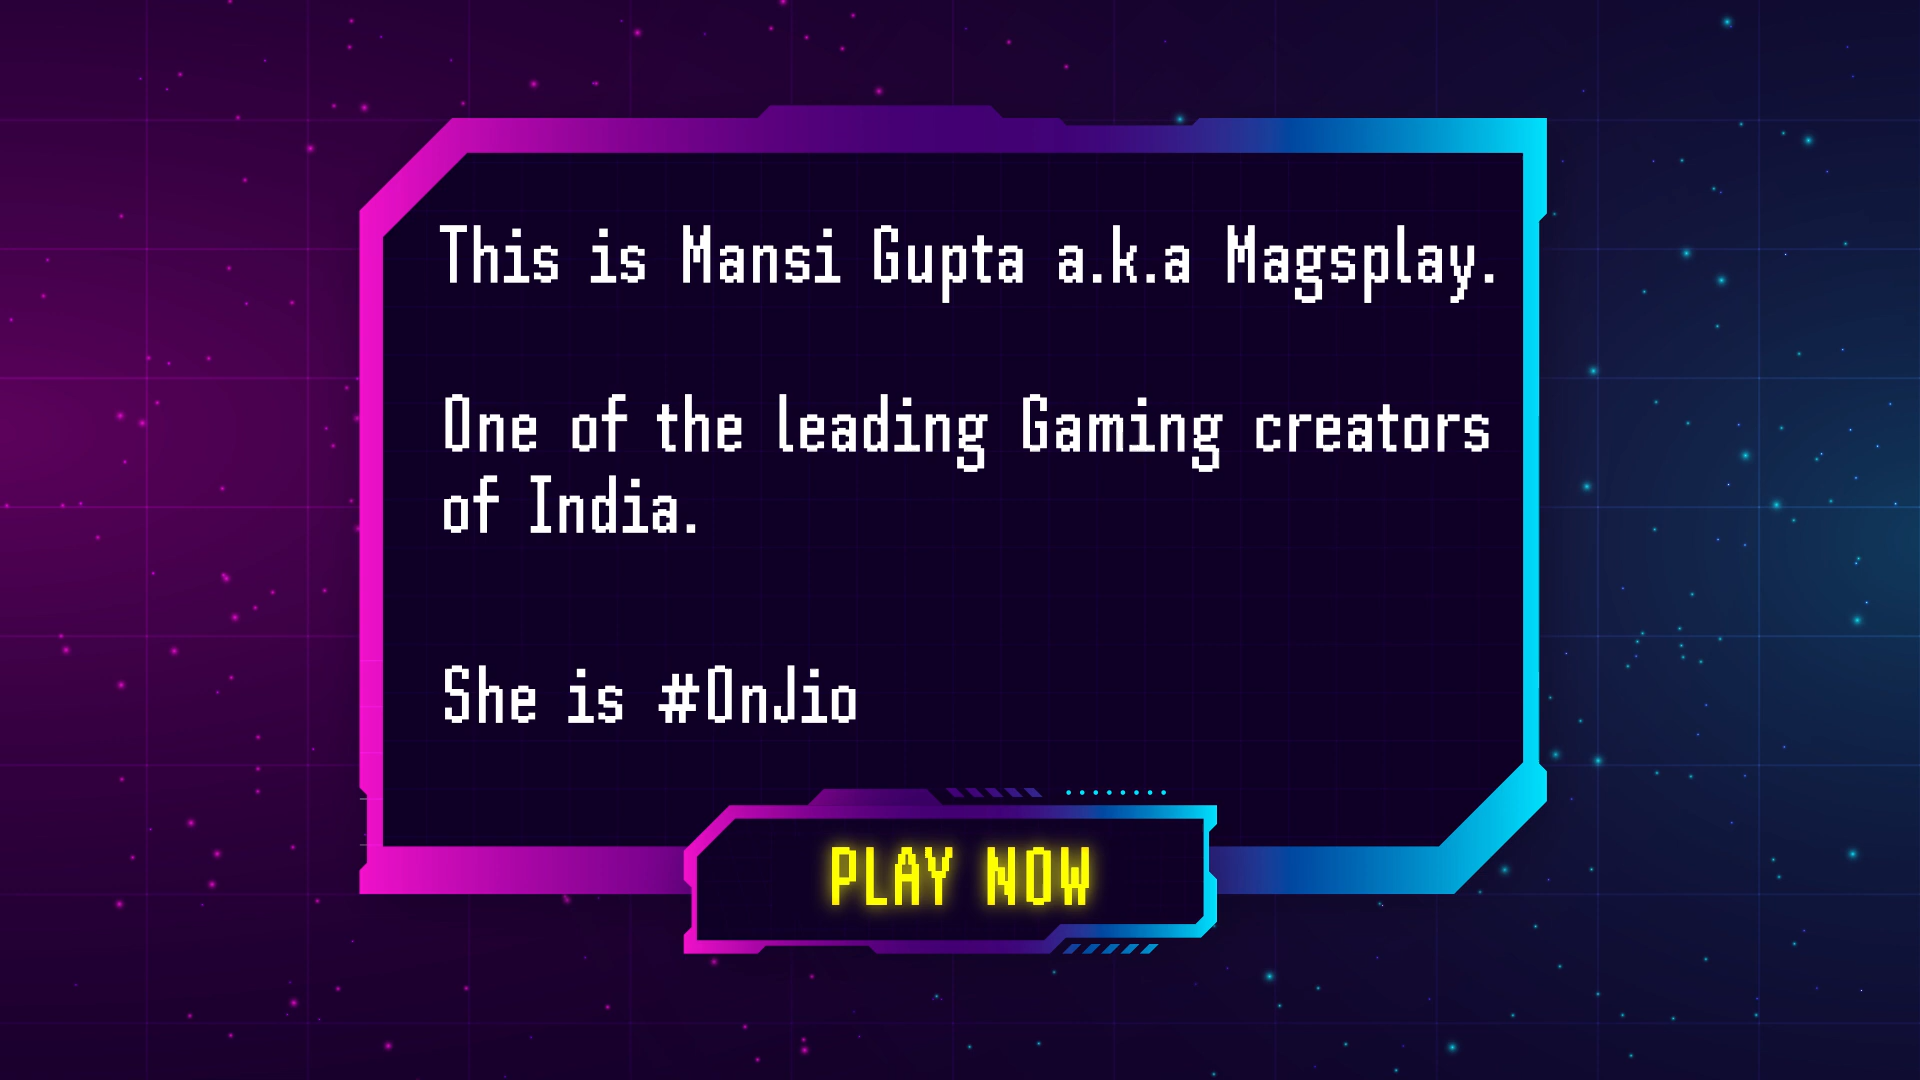 This is Mansi Gupta a.k.a Magsplay.
One of the leading Gaming creators
of India.
She is #OnJio
PLAY NOW